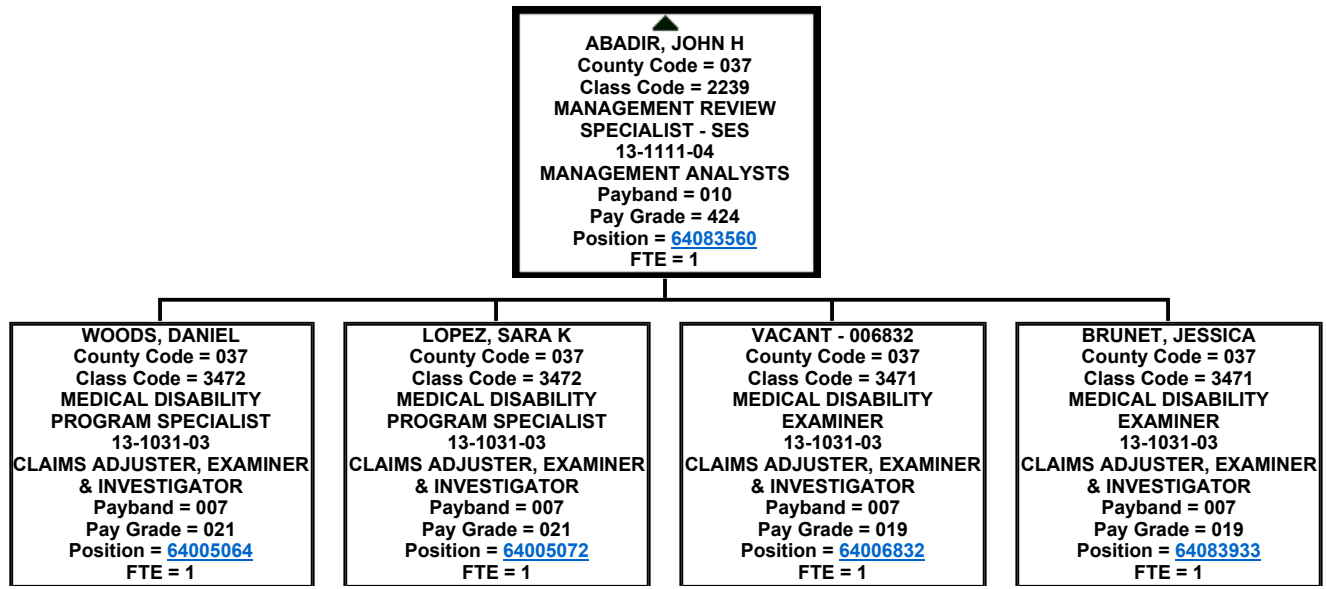 ABADIR, JOHN H
County Code = 037
Class Code = 2239
MANAGEMENT REVIEW
SPECIALIST - SES
13-1111-04
MANAGEMENT ANALYSTS
Payband = 010
Pay Grade = 424
Position = 64083560
FTE = 1
WOODS, DANIEL
County Code = 037
Class Code = 3472
MEDICAL DISABILITY
PROGRAM SPECIALIST
13-1031-03
CLAIMS ADJUSTER, EXAMINER
& INVESTIGATOR
Payband = 007
Pay Grade = 021
Position = 64005064
FTE = 1
LOPEZ, SARA K
County Code = 037
Class Code = 3472
MEDICAL DISABILITY
PROGRAM SPECIALIST
13-1031-03
CLAIMS ADJUSTER, EXAMINER
& INVESTIGATOR
Payband = 007
Pay Grade = 021
Position = 64005072
FTE = 1
VACANT - 006832
County Code = 037
Class Code = 3471
MEDICAL DISABILITY
EXAMINER
13-1031-03
CLAIMS ADJUSTER, EXAMINER
& INVESTIGATOR
Payband = 007
Pay Grade = 019
Position = 64006832
FTE = 1
BRUNET, JESSICA
County Code = 037
Class Code = 3471
MEDICAL DISABILITY
EXAMINER
13-1031-03
CLAIMS ADJUSTER, EXAMINER
& INVESTIGATOR
Payband = 007
Pay Grade = 019
Position = 64083933
FTE = 1